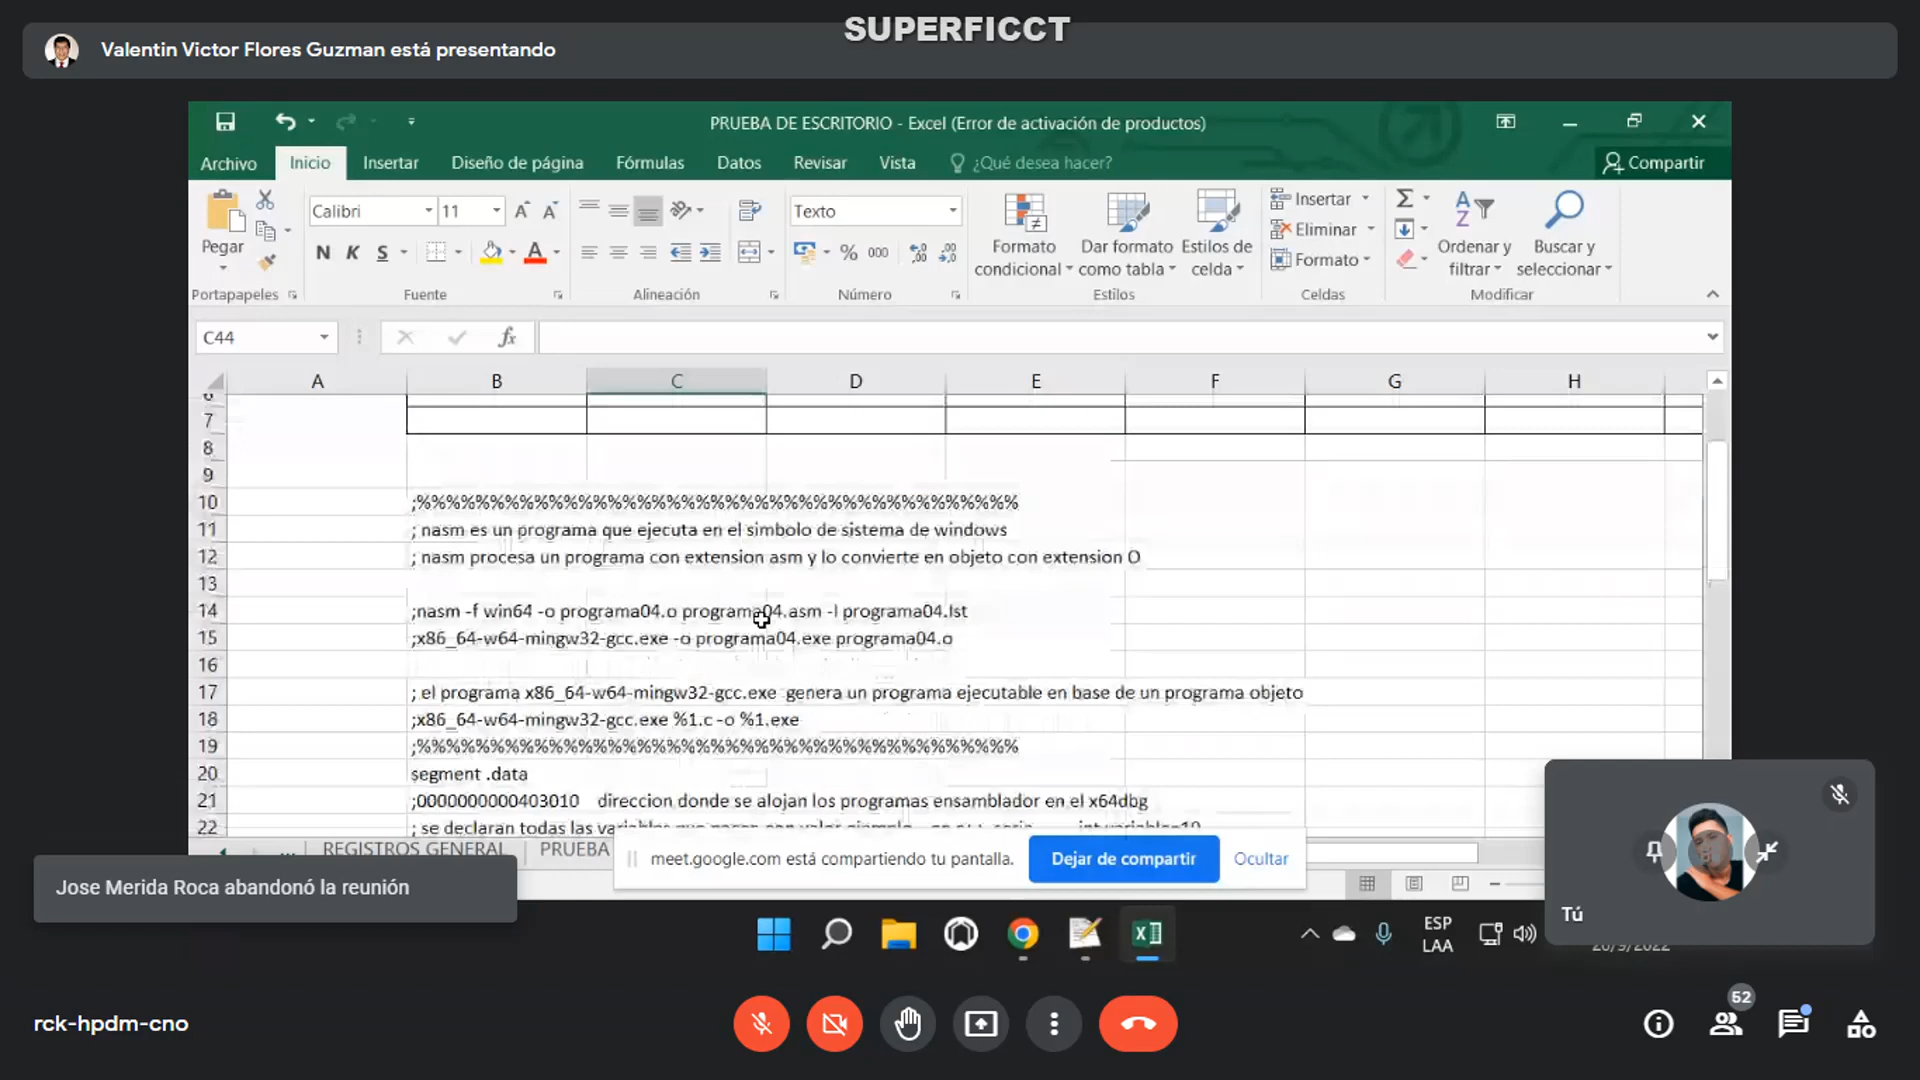 SUPERFICCT
Valentin Victor Flores Guzman está presentando
PRUEBA DE ESCRITORIO - Excel (Error de activación de productos)
Archivo Inicio Insertar Diseño de página Fórmulas Datos Revisar Vista ¿Qué desea hacer? Compartir
Pegar
Calibri 11
N K S
Texto
% 000
Formato condicional
Dar formato como tabla
Estilos de celda
Insertar
Eliminar
Formato
Ordenar y filtrar
Buscar y seleccionar
Portapapeles Fuente Alineación Número Estilos Celdas Modificar
C44 fx
A B C D E F G H
6
7
8
9
10 ;%%%%%%%%%%%%%%%%%%%%%%%%%%%%%%%%%%%%%%%%%
11 ; nasm es un programa que ejecuta en el simbolo de sistema de windows
12 ; nasm procesa un programa con extension asm y lo convierte en objeto con extension O
13
14 ;nasm -f win64 -o programa04.o programa04.asm -l programa04.lst
15 ;x86_64-w64-mingw32-gcc.exe -o programa04.exe programa04.o
16
17 ; el programa x86_64-w64-mingw32-gcc.exe genera un programa ejecutable en base de un programa objeto
18 ;x86_64-w64-mingw32-gcc.exe %1.c -o %1.exe
19 ;%%%%%%%%%%%%%%%%%%%%%%%%%%%%%%%%%%%%%%%%%
20 segment .data
21 ;0000000000403010 direccion donde se alojan los programas ensamblador en el x64dbg
22 ; se declaran todas las variables que
... REGISTROS GENERAL PRUEBA
meet.google.com está compartiendo tu pantalla. Dejar de compartir Ocultar
Jose Merida Roca abandonó la reunión
Tú
ESP
LAA
20/9/2022
rck-hpdm-cno
52